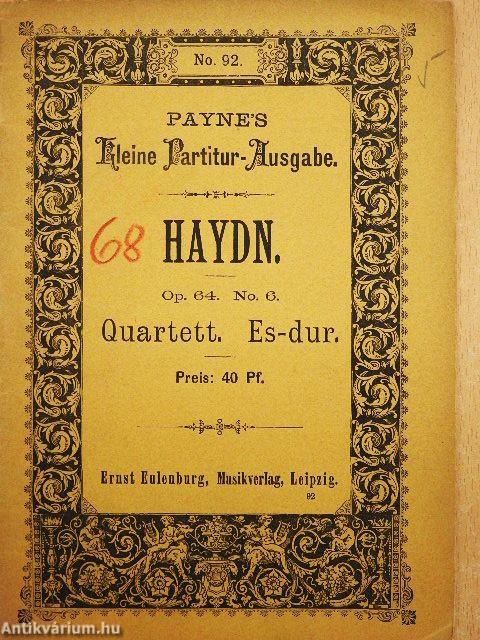 No. 92.
PAYNE'S
Kleine Partitur-Ausgabe.
68
HAYDN.
Op. 64. No. 6.
Quartett. Es-dur.
Preis: 40 Pf.
Ernst Eulenburg, Musikverlag, Leipzig.
92
Antikvárium.hu